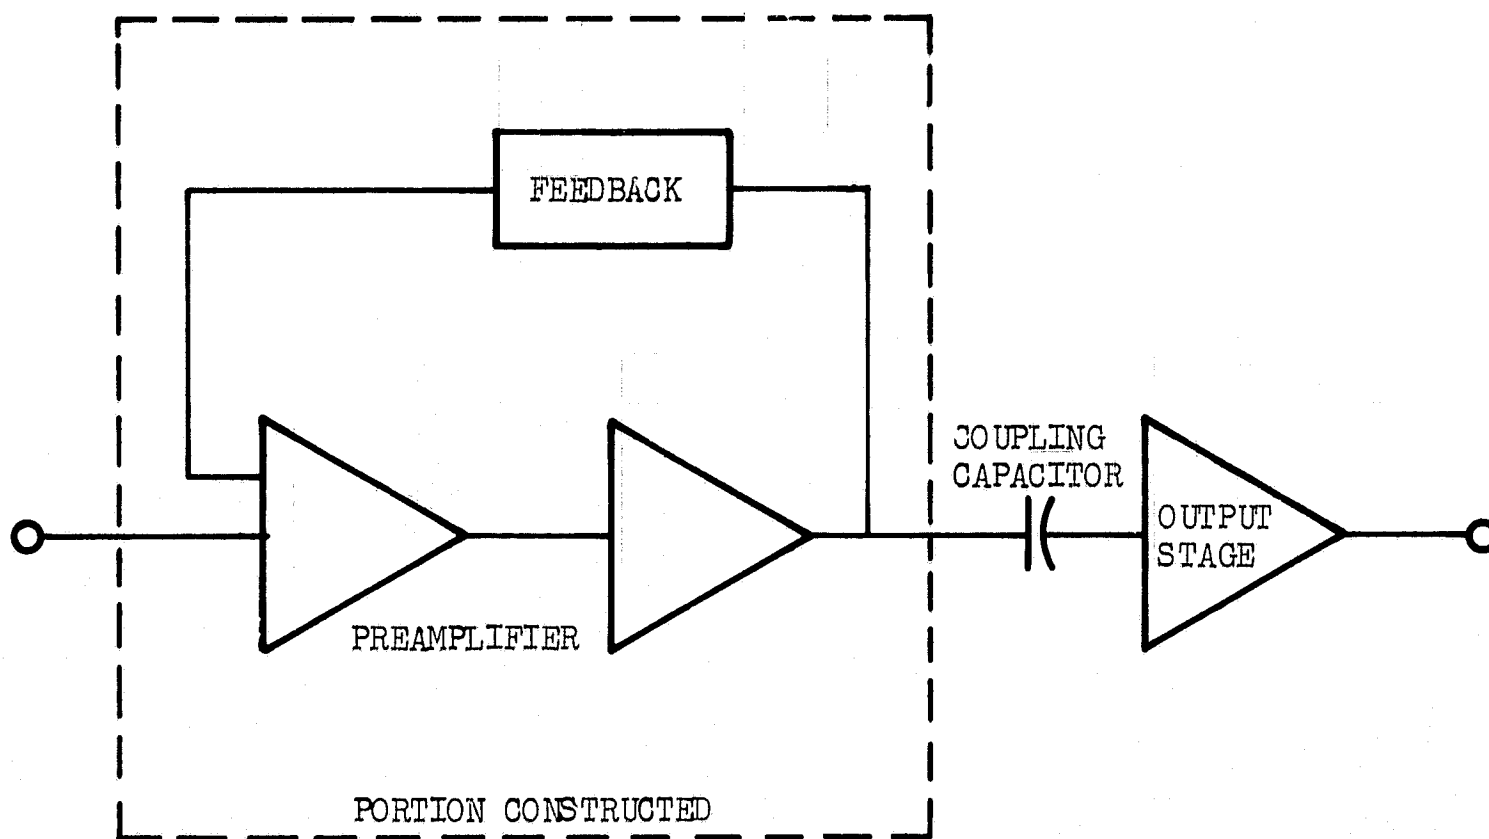 FEEDBACK
COUPLING
CAPACITOR
OUTPUT
STAGE
PREAMPLIFIER
PORTION CONSTRUCTED